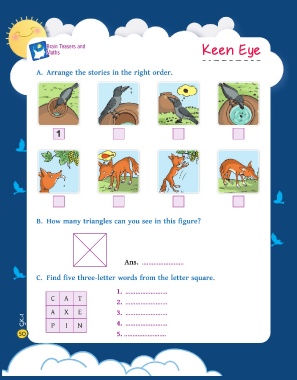 Brain Teasers and
Maths
Keen Eye
A. Arrange the stories in the right order.
1
B. How many triangles can you see in this figure?
Ans. ........................
C. Find five three-letter words from the letter square.
C A T
A X E
P I N
1. ........................
2. ........................
3. ........................
4. ........................
5. ........................
GK-1
50